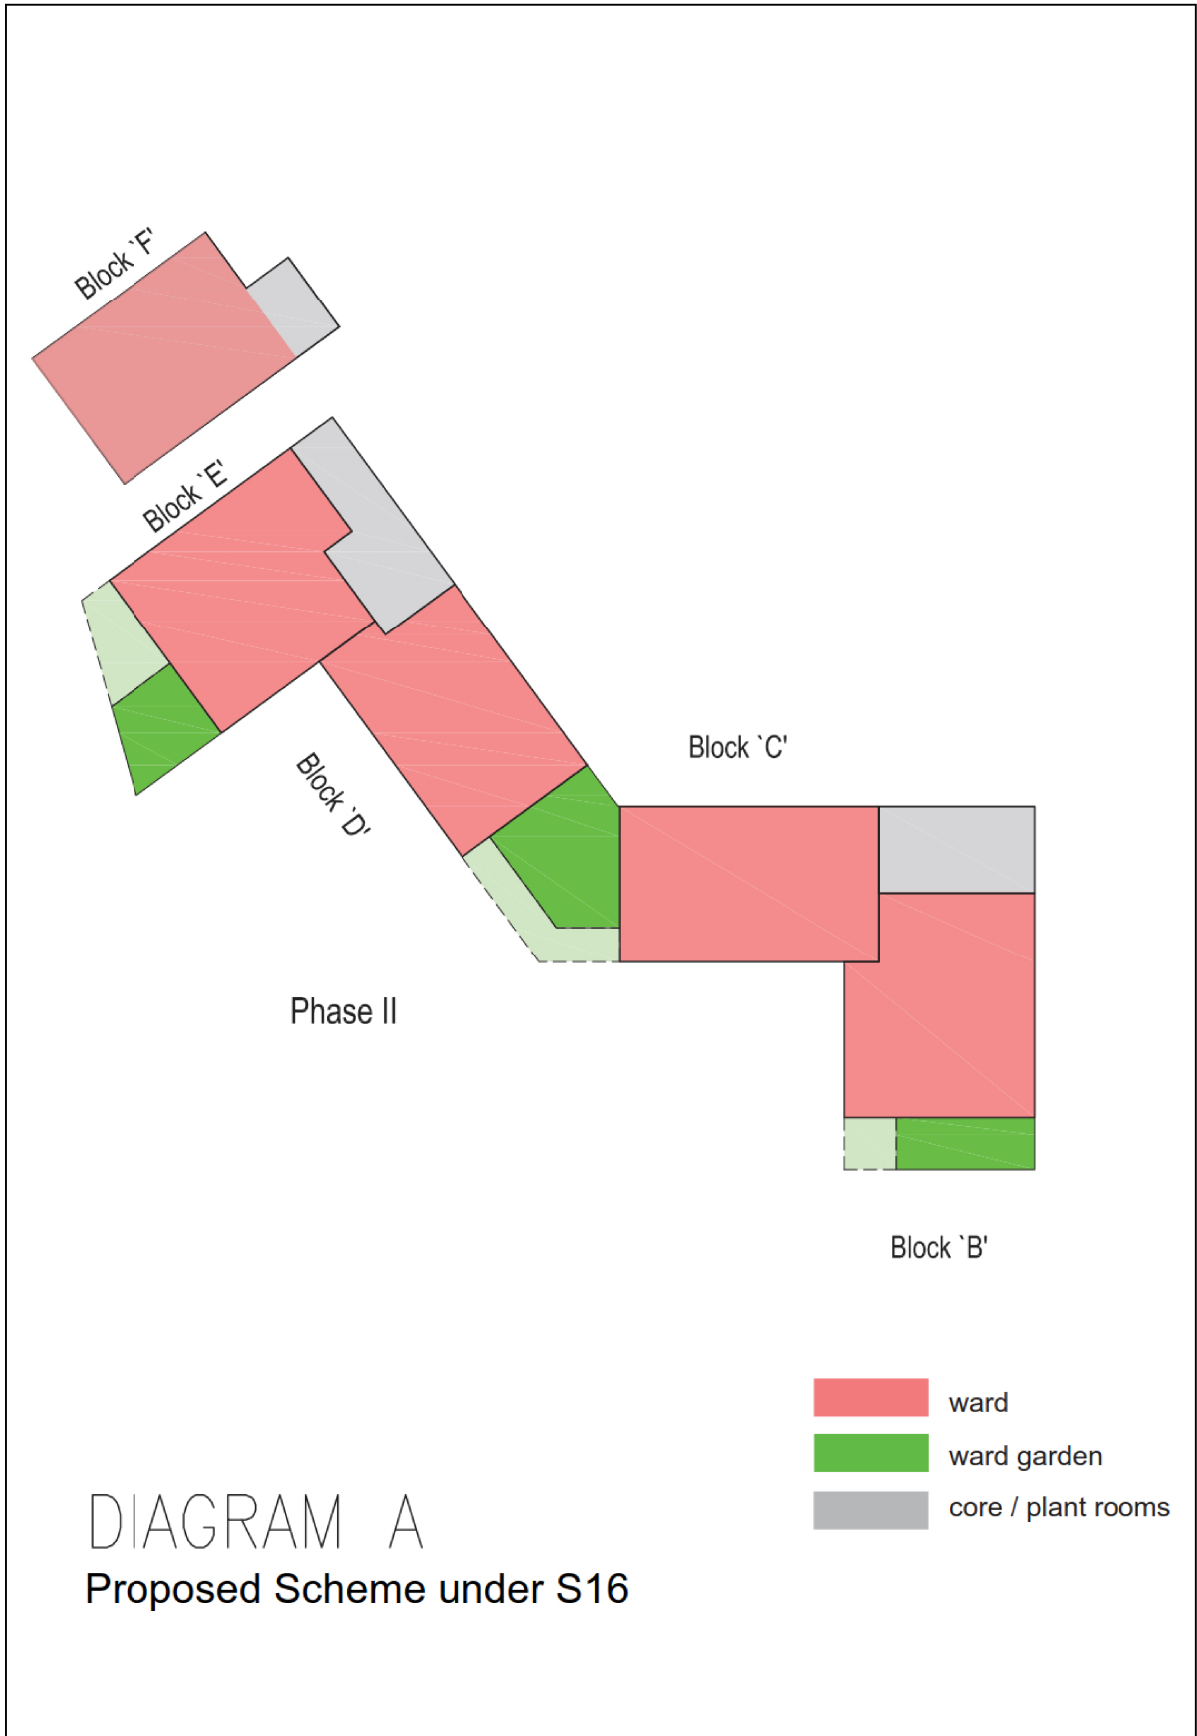 Block `F'
Block `E'
Block `D'
Block `C'
Phase II
Block `B'
ward
ward garden
core / plant rooms
DIAGRAM A
Proposed Scheme under S16